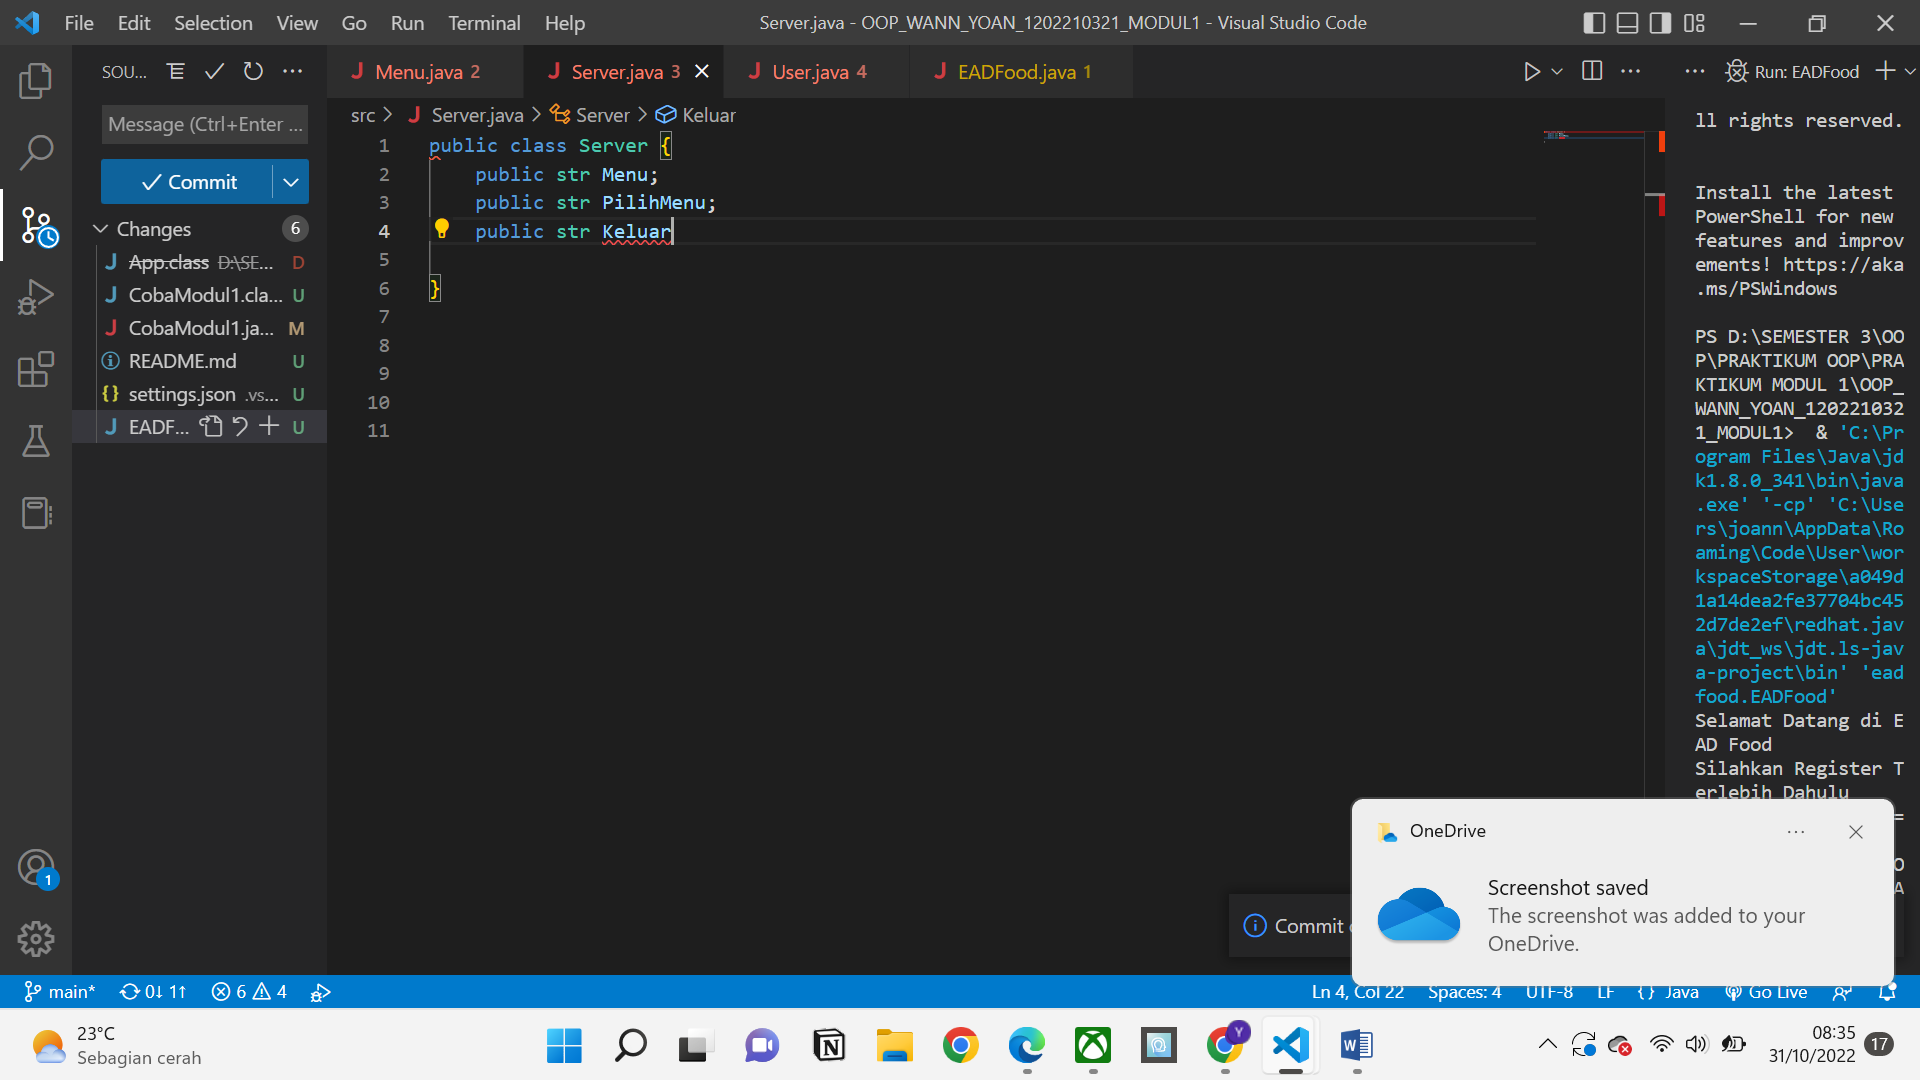 File Edit Selection View Go Run Terminal Help
Server.java - OOP_WANN_YOAN_1202210321_MODUL1 - Visual Studio Code
SOU...
Menu.java 2
Server.java 3
User.java 4
EADFood.java 1
Run: EADFood
src > Server.java > Server > Keluar
Message (Ctrl+Enter ...
Commit
Changes 6
App.class D:\SE... D
CobaModul1.cla... U
CobaModul1.ja... M
README.md U
settings.json .vs... U
EADF... U
1 public class Server {
2 public str Menu;
3 public str PilihMenu;
4 public str Keluar
5
6 }
7
8
9
10
11
ll rights reserved.
Install the latest
PowerShell for new
features and improv
ements! https://aka
.ms/PSWindows
PS D:\SEMESTER 3\OO
P\PRAKTIKUM OOP\PRA
KTIKUM MODUL 1\OOP_
WANN_YOAN_120221032
1_MODUL1>  & 'C:\Pr
ogram Files\Java\jd
k1.8.0_341\bin\java
.exe' '-cp' 'C:\Use
rs\joann\AppData\Ro
aming\Code\User\wor
kspaceStorage\a049d
1a14dea2fe37704bc45
2d7de2ef\redhat.jav
a\jdt_ws\jdt.ls-jav
a-project\bin' 'ead
food.EADFood'
Selamat Datang di E
AD Food
Silahkan Register T
erlebih Dahulu
=
O
A
Commit
OneDrive
Screenshot saved
The screenshot was added to your
OneDrive.
1
main* 0↓ 1↑ 6 4
Ln 4, Col 22 Spaces: 4 UTF-8 LF {} Java Go Live
23°C
Sebagian cerah
Y
08:35
31/10/2022
17